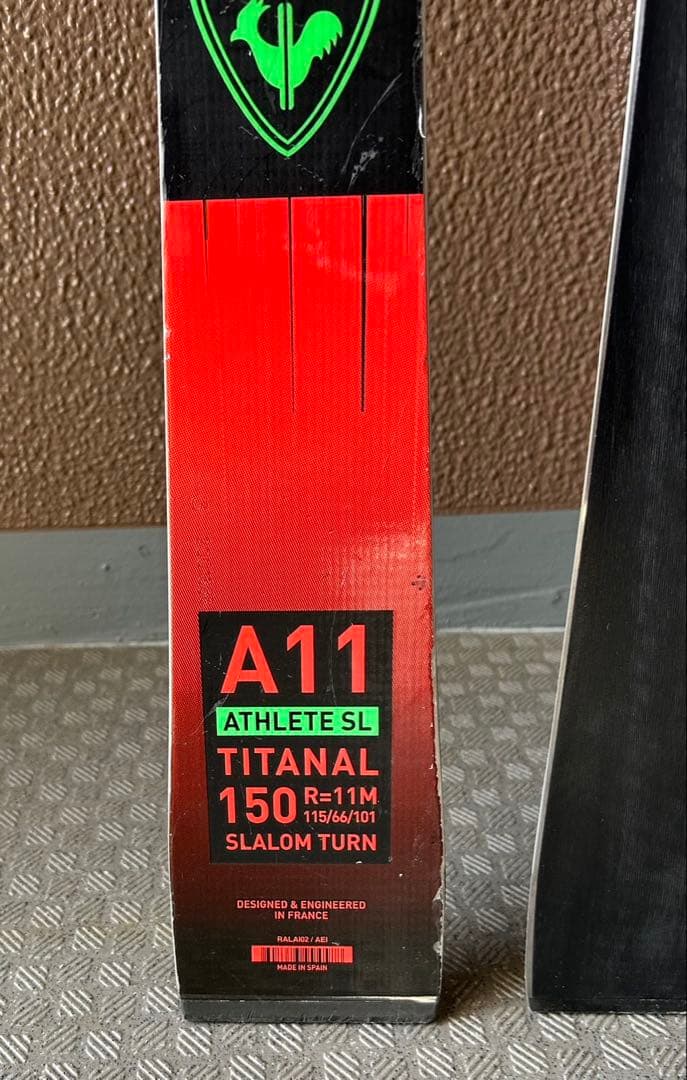 A11
ATHLETE SL
TITANAL
150 R=11M
115/66/101
SLALOM TURN
DESIGNED & ENGINEERED
IN FRANCE
RALAI02 / AEI
MADE IN SPAIN